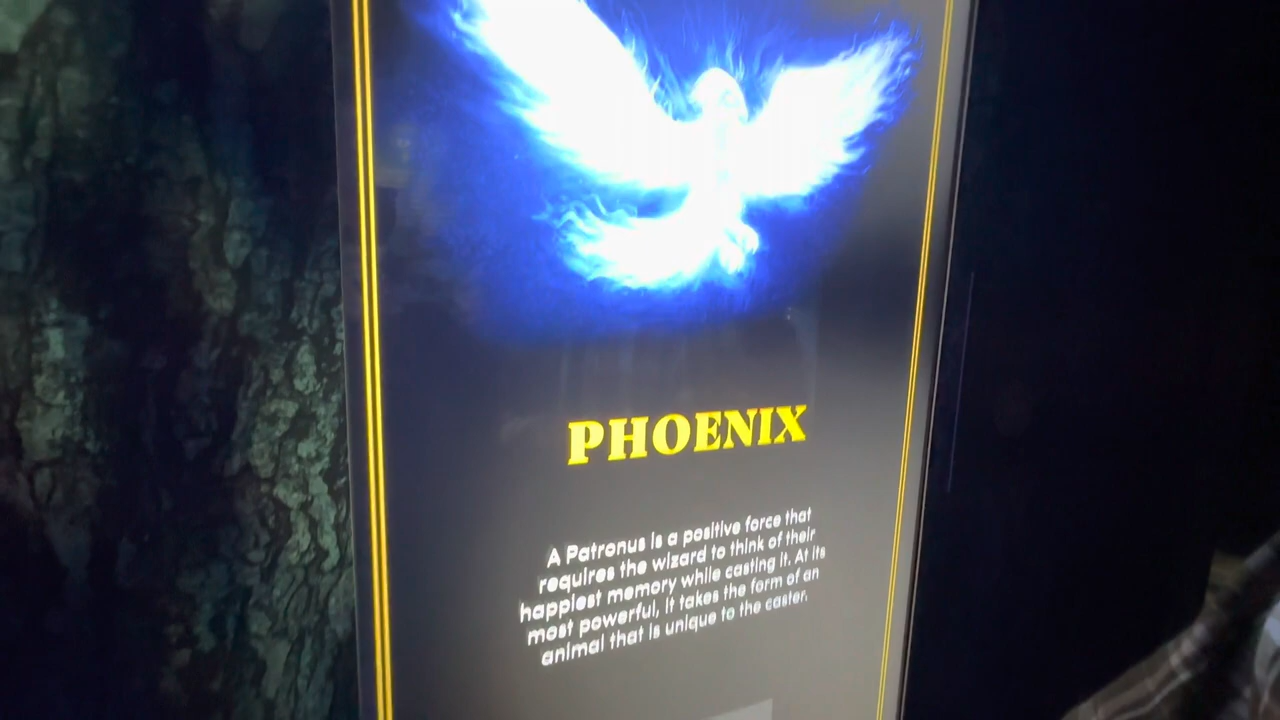 PHOENIX
A Patronus is a positive force that
requires the wizard to think of their
happiest memory while casting it. At its
most powerful, it takes the form of an
animal that is unique to the caster.